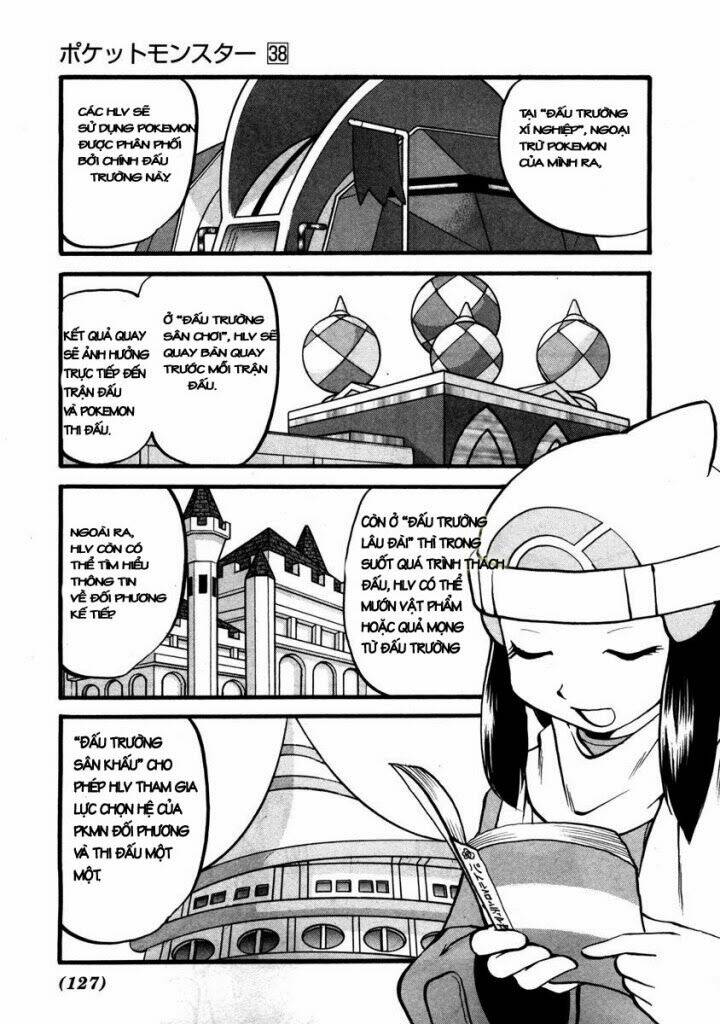 ポケットモンスター 38
TẠI “ĐẤU TRƯỜNG
XÍ NGHIỆP”, NGOẠI
TRỪ POKEMON
CỦA MÌNH RA,
CÁC HLV SẼ
SỬ DỤNG POKEMON
ĐƯỢC PHÂN PHỐI
BỞI CHÍNH ĐẤU
TRƯỜNG NÀY.
Ở “ĐẤU TRƯỜNG
SÂN CHƠI”, HLV SẼ
QUAY BÀN QUAY
TRƯỚC MỖI TRẬN
ĐẤU.
KẾT QUẢ QUAY
SẼ ẢNH HƯỞNG
TRỰC TIẾP ĐẾN
TRẬN ĐẤU
VÀ POKEMON
THI ĐẤU.
CÒN Ở “ĐẤU TRƯỜNG
LÂU ĐÀI” THÌ TRONG
SUỐT QUÁ TRÌNH THÁCH
ĐẤU, HLV CÓ THỂ
MƯỚN VẬT PHẨM
HOẶC QUẢ MỌNG
TỪ ĐẤU TRƯỜNG
NGOÀI RA,
HLV CÒN CÓ
THỂ TÌM HIỂU
THÔNG TIN
VỀ ĐỐI PHƯƠNG
KẾ TIẾP
“ĐẤU TRƯỜNG
SÂN KHẤU” CHO
PHÉP HLV THAM GIA
LỰC CHỌN HỆ CỦA
PKMN ĐỐI PHƯƠNG
VÀ THI ĐẤU MỘT
MỘT.
(127)